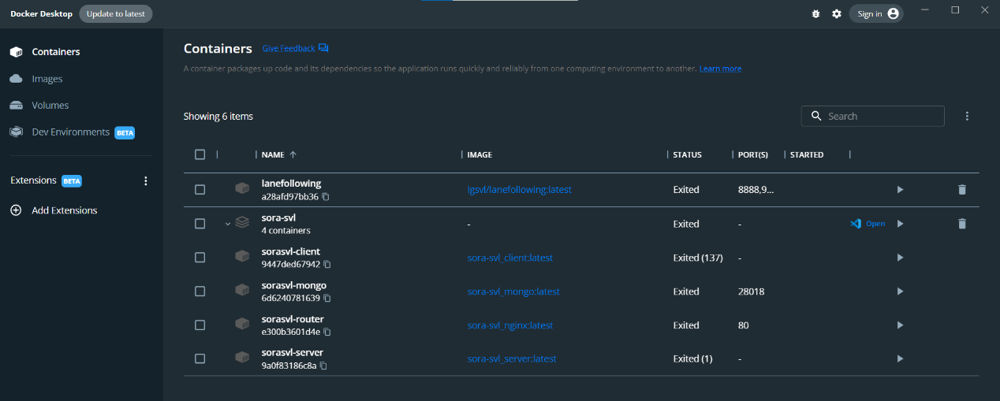 Docker Desktop Update to latest Sign in
Containers
Images
Volumes
Dev Environments BETA
Extensions BETA
Add Extensions
Containers Give Feedback
A container packages up code and its dependencies so the application runs quickly and reliably from one computing environment to another. Learn more
Showing 6 items Search
NAME IMAGE STATUS PORT(S) STARTED
lanefollowing
a28afd97bb36 lgsvl/lanefollowing:latest Exited 8888,9...
sora-svl
4 containers - Exited - Open
sorasvl-client
9447ded67942 sora-svl_client:latest Exited (137) -
sorasvl-mongo
6d6240781639 sora-svl_mongo:latest Exited 28018
sorasvl-router
e300b3601d4e sora-svl_nginx:latest Exited 80
sorasvl-server
9a0f83186c8a sora-svl_server:latest Exited (1) -